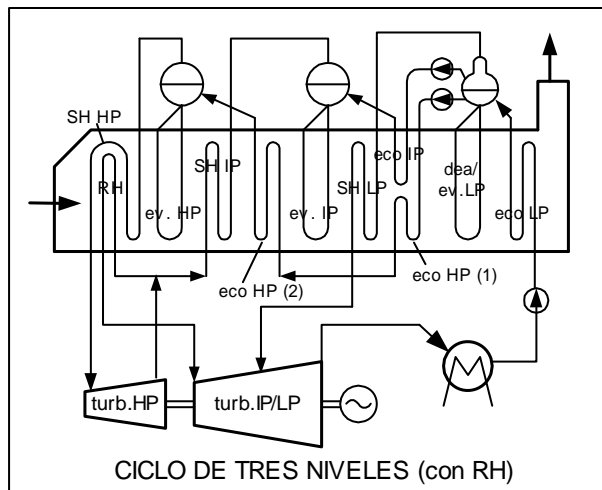 SH HP
RH
ev. HP
SH IP
eco HP (2)
ev. IP
SH LP
eco IP
eco HP (1)
dea/
ev.LP
eco LP
turb.HP
turb.IP/LP
CICLO DE TRES NIVELES (con RH)